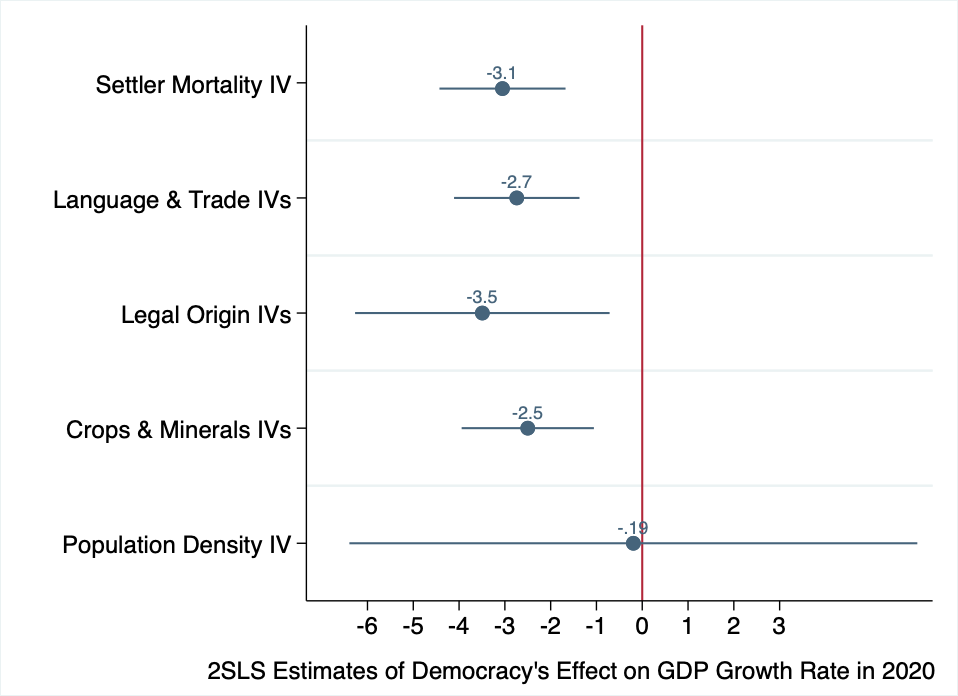 -3.1
Settler Mortality IV
-2.7
Language & Trade IVs
-3.5
Legal Origin IVs
-2.5
Crops & Minerals IVs
-.19
Population Density IV
-6 -5 -4 -3 -2 -1 0 1 2 3
2SLS Estimates of Democracy's Effect on GDP Growth Rate in 2020